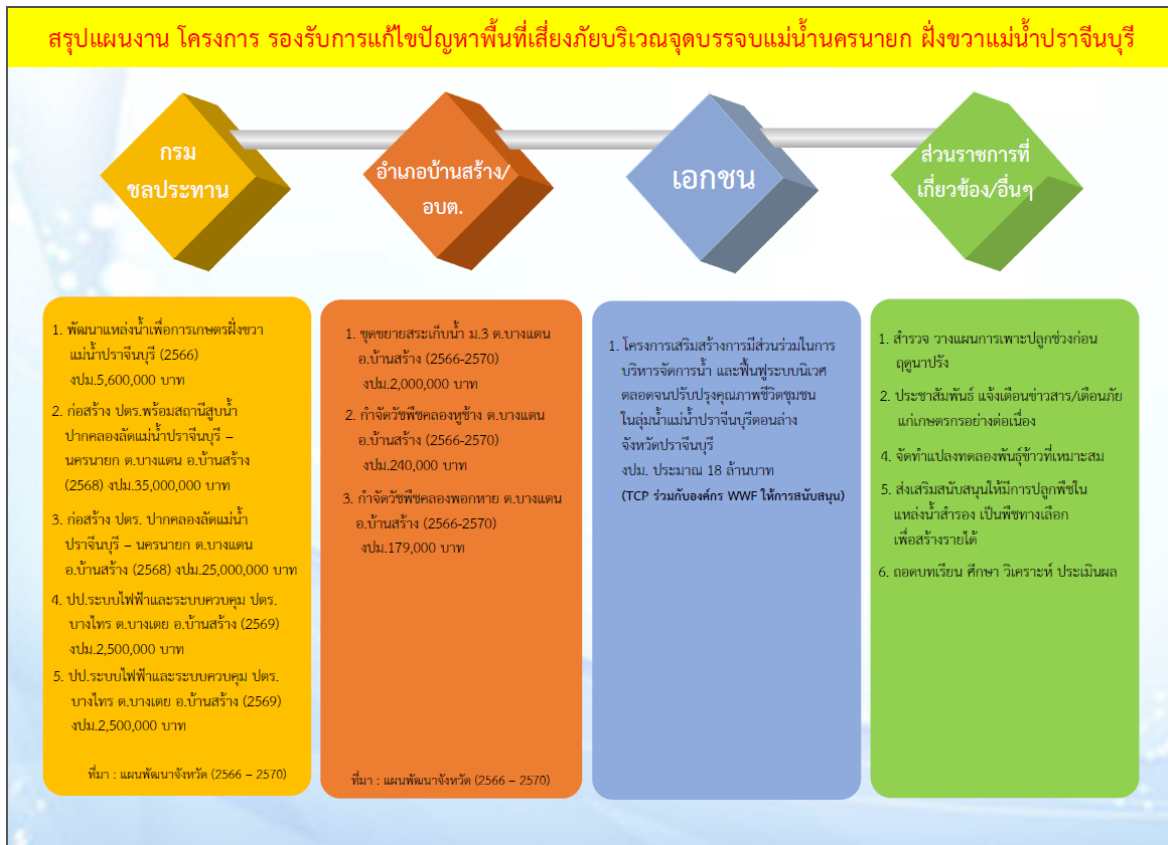 สรุปแผนงาน โครงการ รองรับการแก้ไขปัญหาพื้นที่เสี่ยงภัยบริเวณจุดบรรจบแม่น้ำนครนายก ฝั่งขวาแม่น้ำปราจีนบุรี
กรม
ชลประทาน
อำเภอบ้านสร้าง/
อบต.
เอกชน
ส่วนราชการที่
เกี่ยวข้อง/อื่นๆ
1. พัฒนาแหล่งน้ำเพื่อการเกษตรฝั่งขวา
แม่น้ำปราจีนบุรี (2566)
งปม.5,600,000 บาท
2. ก่อสร้าง ปตร.พร้อมสถานีสูบน้ำ
ปากคลองลัดแม่น้ำปราจีนบุรี –
นครนายก ต.บางแตน อ.บ้านสร้าง
(2568) งปม.35,000,000 บาท
3. ก่อสร้าง ปตร. ปากคลองลัดแม่น้ำ
ปราจีนบุรี – นครนายก ต.บางแตน
อ.บ้านสร้าง (2568) งปม.25,000,000 บาท
4. ปป.ระบบไฟฟ้าและระบบควบคุม ปตร.
บางไทร ต.บางเตย อ.บ้านสร้าง (2569)
งปม.2,500,000 บาท
5. ปป.ระบบไฟฟ้าและระบบควบคุม ปตร.
บางไทร ต.บางเตย อ.บ้านสร้าง (2569)
งปม.2,500,000 บาท
ที่มา : แผนพัฒนาจังหวัด (2566 – 2570)
1. ขุดขยายสระเก็บน้ำ ม.3 ต.บางแตน
อ.บ้านสร้าง (2566-2570)
งปม.2,000,000 บาท
2. กำจัดวัชพืชคลองหูช้าง ต.บางแตน
อ.บ้านสร้าง (2566-2570)
งปม.240,000 บาท
3. กำจัดวัชพืชคลองพอกหาย ต.บางแตน
อ.บ้านสร้าง (2566-2570)
งปม.179,000 บาท
ที่มา : แผนพัฒนาจังหวัด (2566 – 2570)
1. โครงการเสริมสร้างการมีส่วนร่วมในการ
บริหารจัดการน้ำ และฟื้นฟูระบบนิเวศ
ตลอดจนปรับปรุงคุณภาพชีวิตชุมชน
ในลุ่มน้ำแม่น้ำปราจีนบุรีตอนล่าง
จังหวัดปราจีนบุรี
งปม. ประมาณ 18 ล้านบาท
(TCP ร่วมกับองค์กร WWF ให้การสนับสนุน)
1. สำรวจ วางแผนการเพาะปลูกช่วงก่อน
ฤดูนาปรัง
2. ประชาสัมพันธ์ แจ้งเตือนข่าวสาร/เตือนภัย
แก่เกษตรกรอย่างต่อเนื่อง
4. จัดทำแปลงทดลองพันธุ์ข้าวที่เหมาะสม
5. ส่งเสริมสนับสนุนให้มีการปลูกพืชใน
แหล่งน้ำสำรอง เป็นพืชทางเลือก
เพื่อสร้างรายได้
6. ถอดบทเรียน ศึกษา วิเคราะห์ ประเมินผล